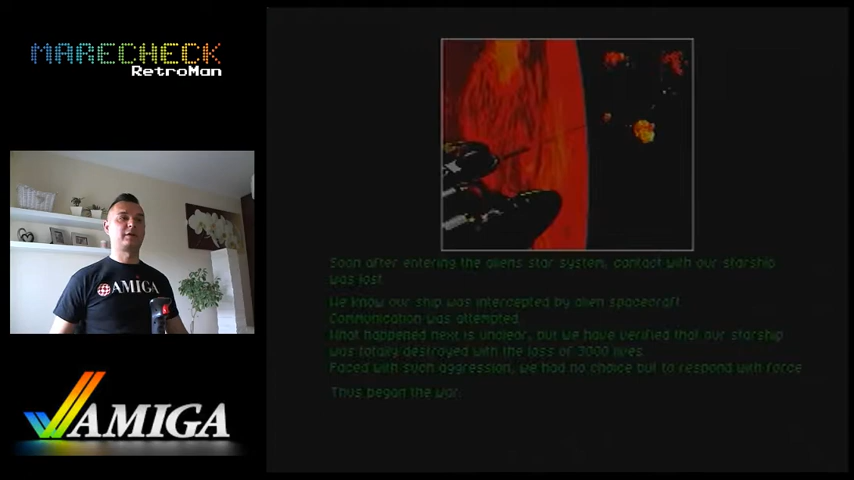 MARECHECK
RetroMan
AMIGA
AMIGA
Soon after entering the aliens star system, contact with our starship
was lost
We know our ship was intercepted by alien spacecraft
Communication was attempted
What happened next is unclear, but we have verified that our starship
was totally destroyed with the loss of 3000 lives
Faced with such aggression, we had no choice but to respond with force
Thus began the war